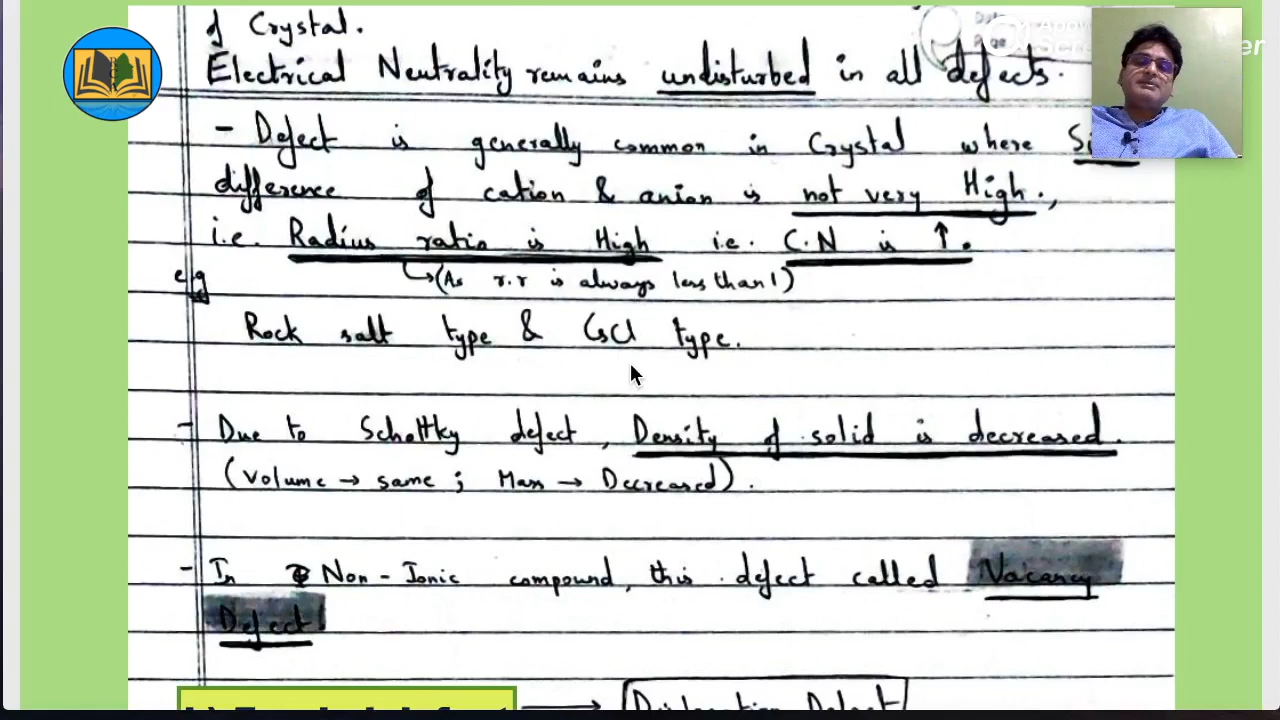 of Crystal.
Electrical Neutrality remains undisturbed in all defects.
- Defect is generally common in Crystal where
difference of cation & anion is not very High.,
i.e. Radius ratio is High i.e. C.N is ↑.
e.g (As r.r is always less than 1)
Rock salt type & CsCl type.
- Due to Schottky defect, Density of solid is decreased.
(Volume → same ; Mass → Decreased).
- In Non-Ionic compound, this defect called Vacancy
Defect.
→ Dislocation Defect